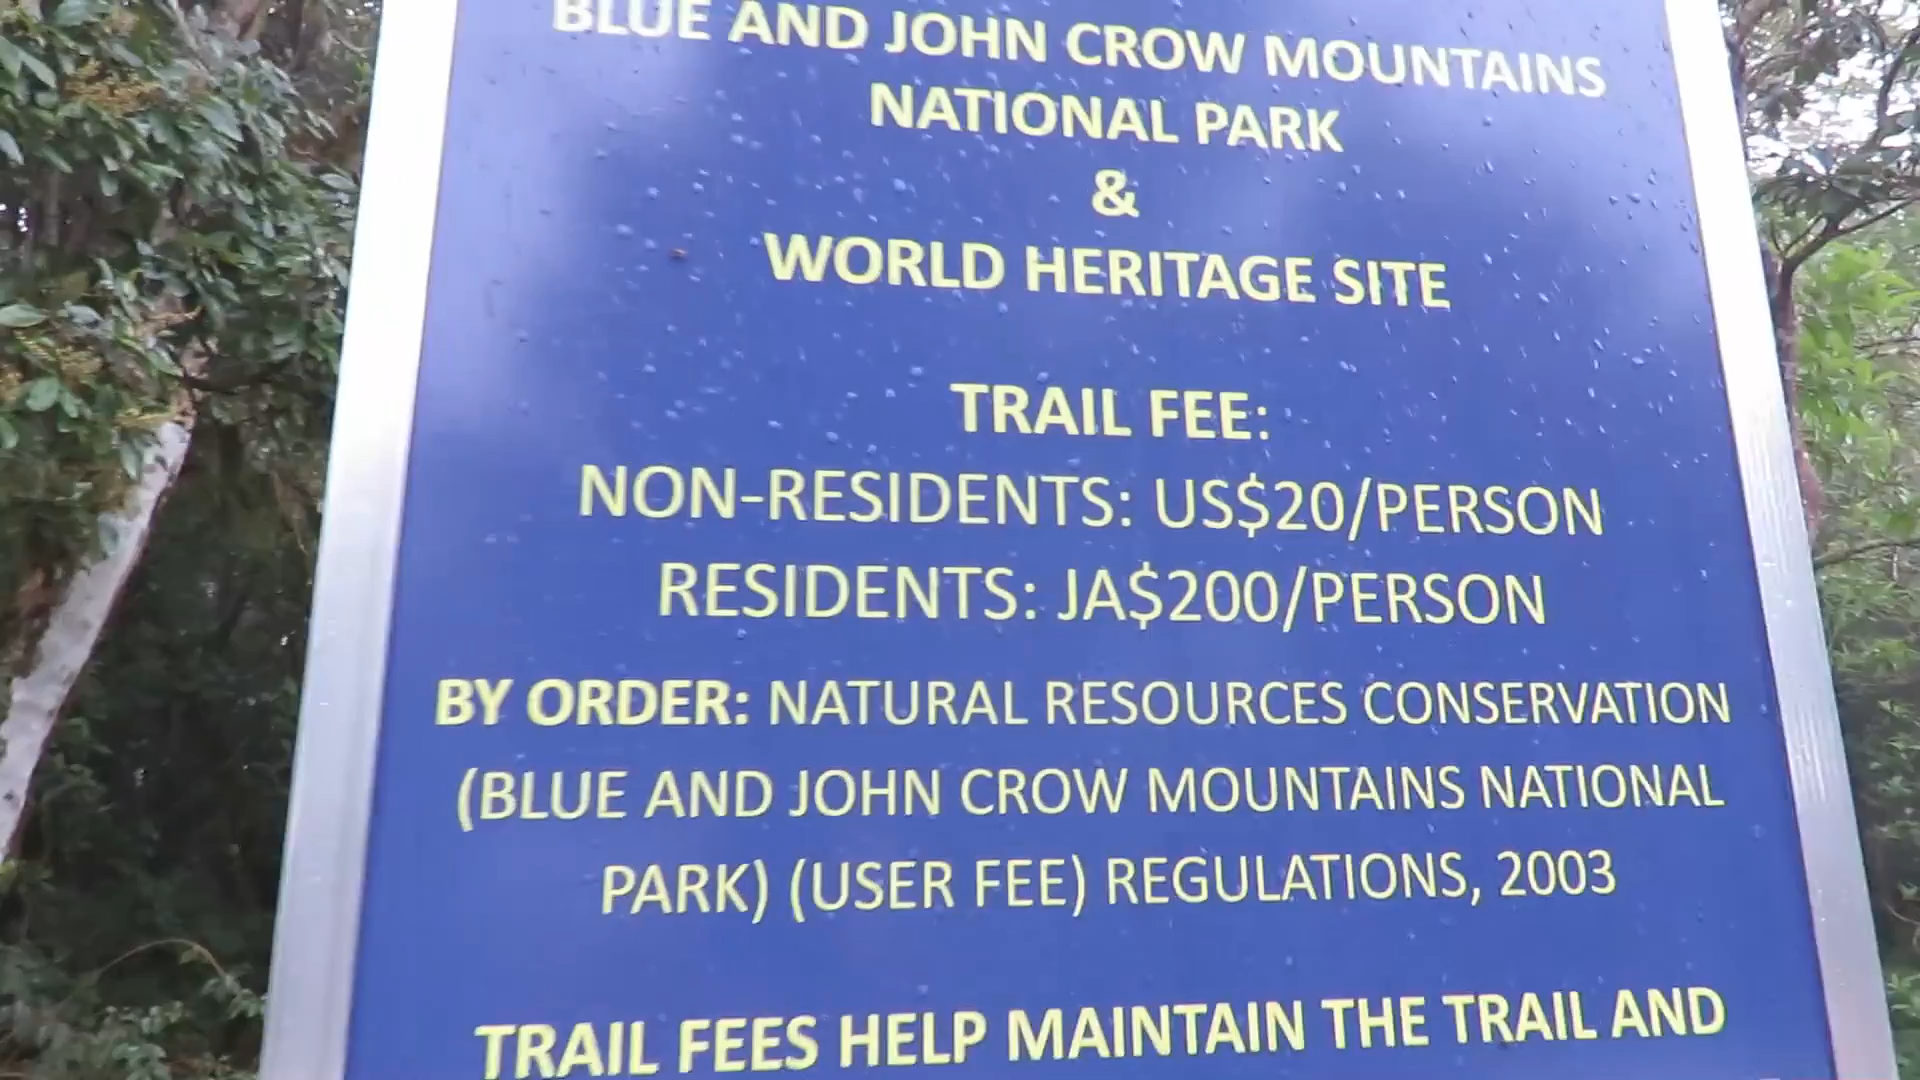 BLUE AND JOHN CROW MOUNTAINS
NATIONAL PARK
&
WORLD HERITAGE SITE
TRAIL FEE:
NON-RESIDENTS: US$20/PERSON
RESIDENTS: JA$200/PERSON
BY ORDER: NATURAL RESOURCES CONSERVATION
(BLUE AND JOHN CROW MOUNTAINS NATIONAL
PARK) (USER FEE) REGULATIONS, 2003
TRAIL FEES HELP MAINTAIN THE TRAIL AND